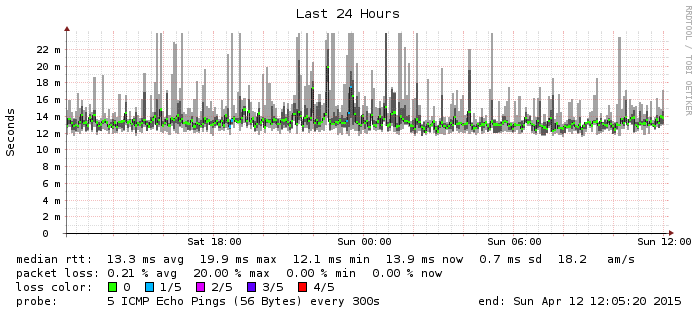 Last 24 Hours
RRDTOOL / TOBI OETIKER
Seconds
22 m
20 m
18 m
16 m
14 m
12 m
10 m
8 m
6 m
4 m
2 m
0
Sat 18:00 Sun 00:00 Sun 06:00 Sun 12:00
median rtt: 13.3 ms avg 19.9 ms max 12.1 ms min 13.9 ms now 0.7 ms sd 18.2 am/s
packet loss: 0.21 % avg 20.00 % max 0.00 % min 0.00 % now
loss color: 0 1/5 2/5 3/5 4/5
probe: 5 ICMP Echo Pings (56 Bytes) every 300s end: Sun Apr 12 12:05:20 2015